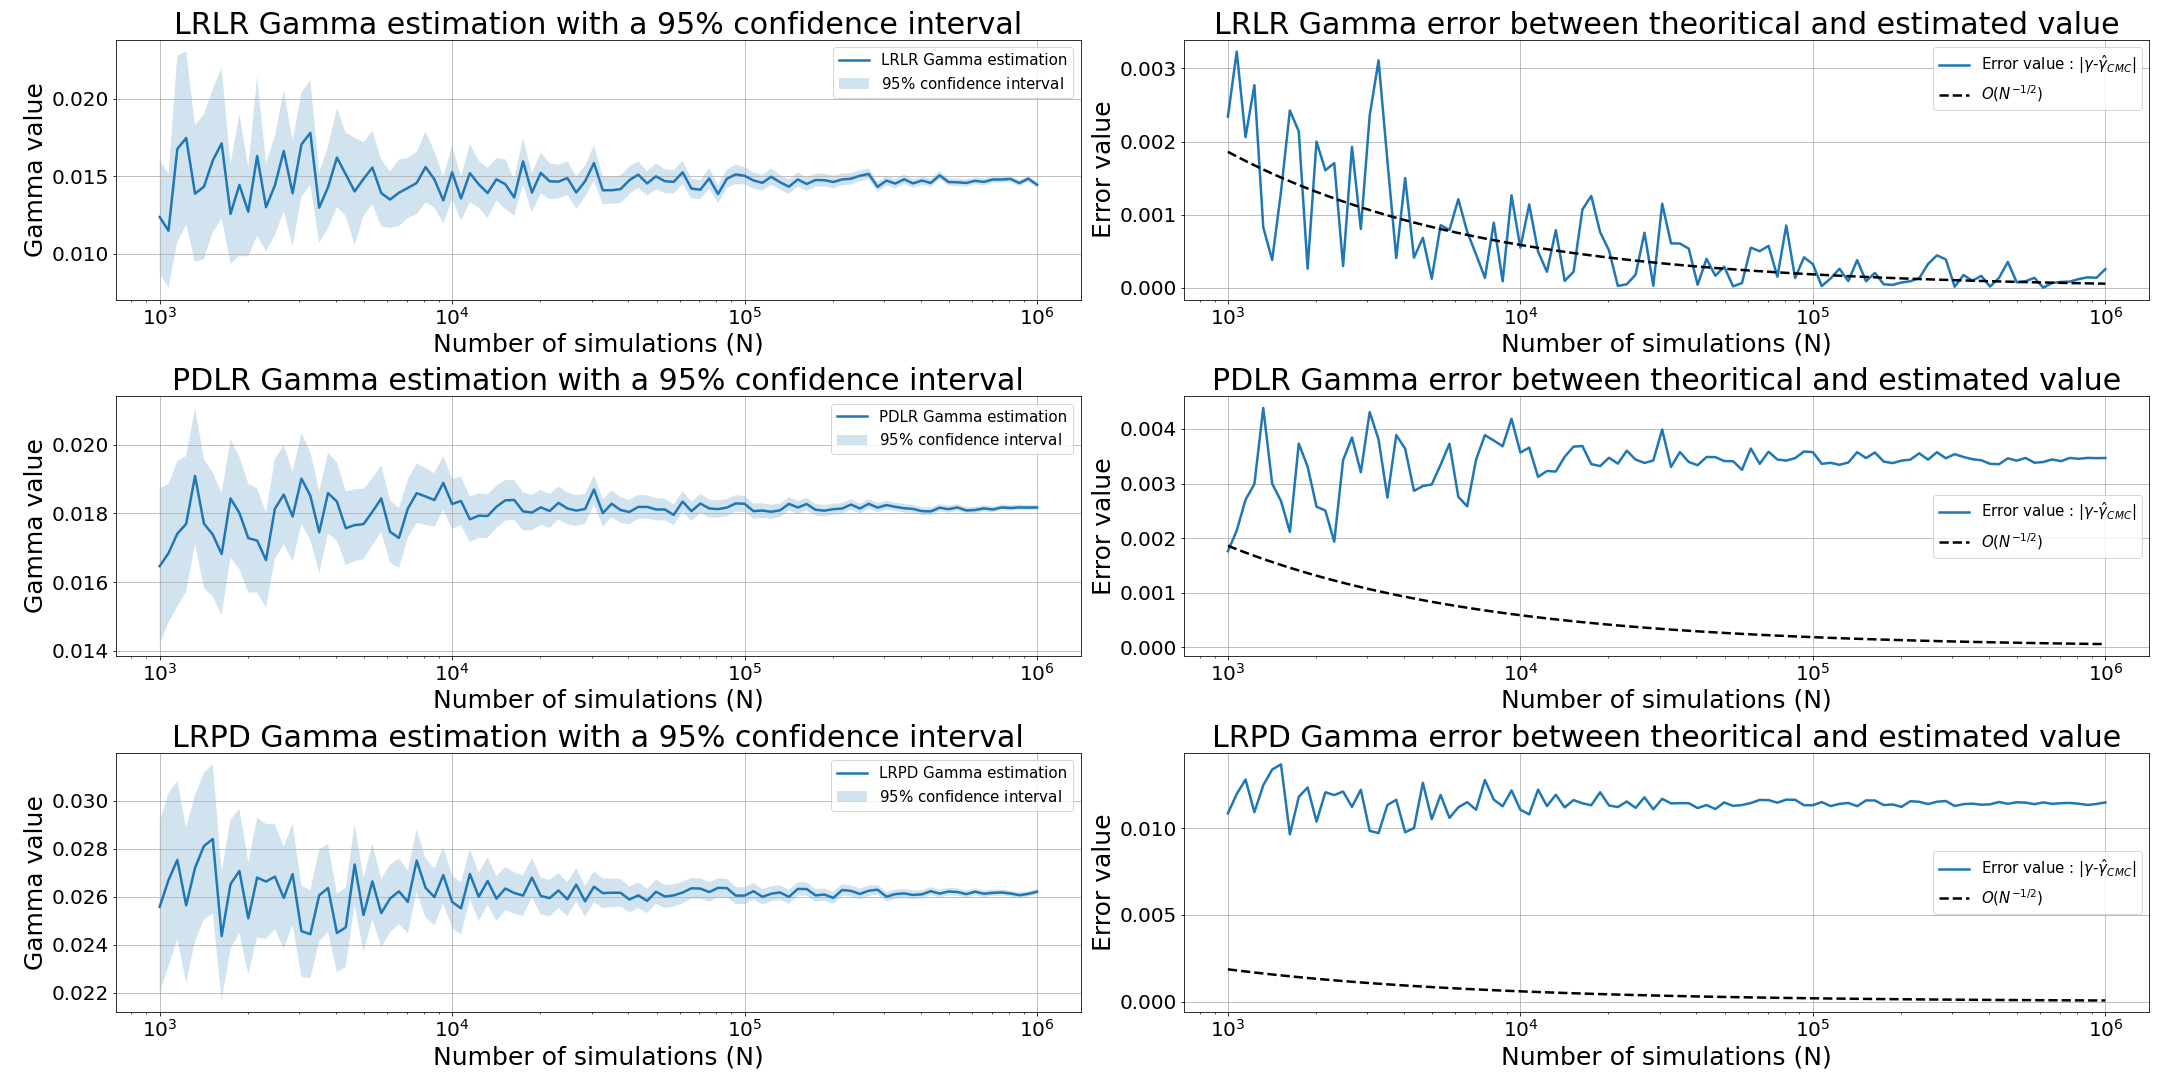 LRLR Gamma estimation with a 95% confidence interval
Gamma value
0.020
0.015
0.010
LRLR Gamma estimation
95% confidence interval
10³ 10⁴ 10⁵ 10⁶
Number of simulations (N)
LRLR Gamma error between theoritical and estimated value
Error value
0.003
0.002
0.001
0.000
Error value : |γ-γ̂_CMC|
O(N⁻¹/²)
10³ 10⁴ 10⁵ 10⁶
Number of simulations (N)
PDLR Gamma estimation with a 95% confidence interval
Gamma value
0.020
0.018
0.016
0.014
PDLR Gamma estimation
95% confidence interval
10³ 10⁴ 10⁵ 10⁶
Number of simulations (N)
PDLR Gamma error between theoritical and estimated value
Error value
0.004
0.003
0.002
0.001
0.000
Error value : |γ-γ̂_CMC|
O(N⁻¹/²)
10³ 10⁴ 10⁵ 10⁶
Number of simulations (N)
LRPD Gamma estimation with a 95% confidence interval
Gamma value
0.030
0.028
0.026
0.024
0.022
LRPD Gamma estimation
95% confidence interval
10³ 10⁴ 10⁵ 10⁶
Number of simulations (N)
LRPD Gamma error between theoritical and estimated value
Error value
0.010
0.005
0.000
Error value : |γ-γ̂_CMC|
O(N⁻¹/²)
10³ 10⁴ 10⁵ 10⁶
Number of simulations (N)